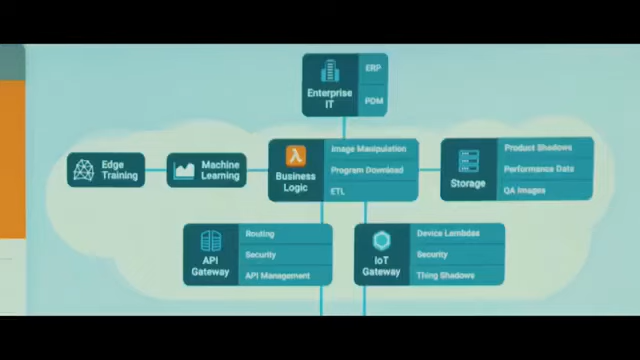 Enterprise
IT
ERP
PDM
Edge
Training
Machine
Learning
Business
Logic
Image Manipulation
Program Download
ETL
Storage
Product Shadows
Performance Data
QA Images
API
Gateway
Routing
Security
API Management
IoT
Gateway
Device Lambdas
Security
Thing Shadows